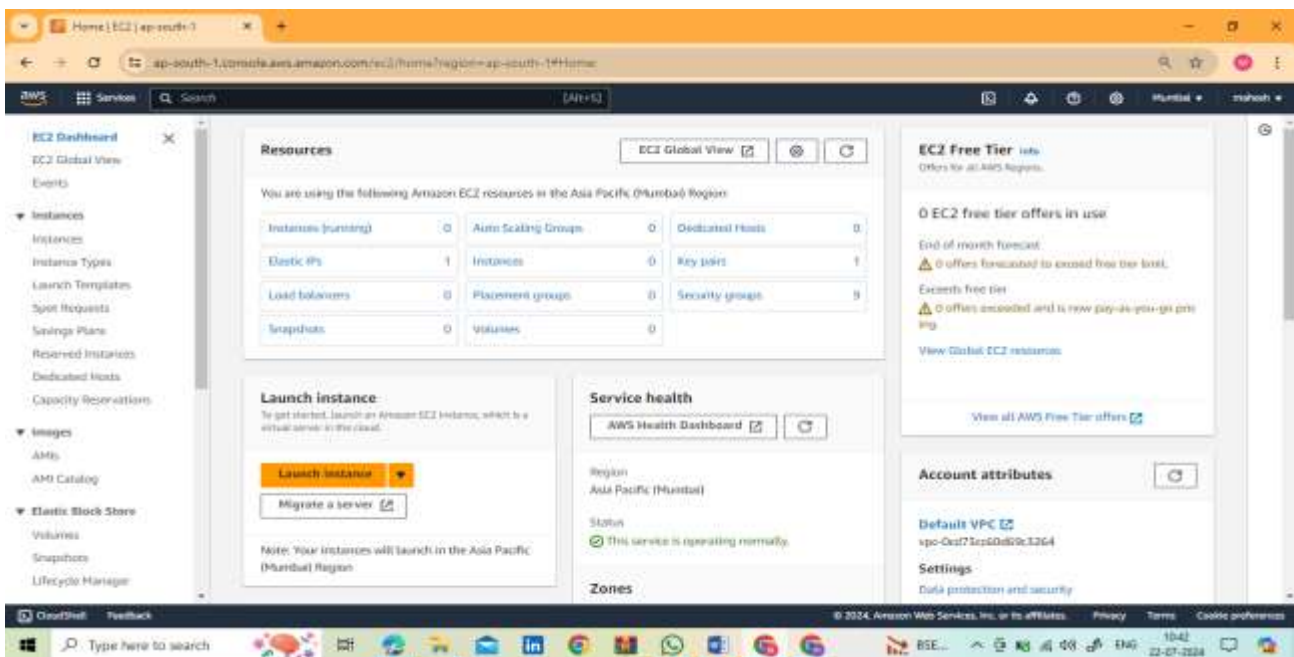 Home | EC2 | ap-south-1
ap-south-1.console.aws.amazon.com/ec2/home?region=ap-south-1#Home:
aws
Services
Search
[Alt+S]
Mumbai
mahesh
EC2 Dashboard
EC2 Global View
Events
Instances
Instances
Instance Types
Launch Templates
Spot Requests
Savings Plans
Reserved Instances
Dedicated Hosts
Capacity Reservations
Images
AMIs
AMI Catalog
Elastic Block Store
Volumes
Snapshots
Lifecycle Manager
Resources
EC2 Global View
You are using the following Amazon EC2 resources in the Asia Pacific (Mumbai) Region:
Instances (running) 0 Auto Scaling Groups 0 Dedicated Hosts 0
Elastic IPs 1 Instances 0 Key pairs 1
Load balancers 0 Placement groups 0 Security groups 9
Snapshots 0 Volumes 0
Launch instance
To get started, launch an Amazon EC2 instance, which is a
virtual server in the cloud.
Launch instance
Migrate a server
Note: Your instances will launch in the Asia Pacific
(Mumbai) Region
Service health
AWS Health Dashboard
Region
Asia Pacific (Mumbai)
Status
This service is operating normally.
Zones
EC2 Free Tier Info
Offers for all AWS Regions.
0 EC2 free tier offers in use
End of month forecast
0 offers forecasted to exceed free tier limit.
Exceeds free tier
0 offers exceeded and is now pay-as-you-go pric
ing.
View Global EC2 resources
View all AWS Free Tier offers
Account attributes
Default VPC
Settings
Data protection and security
CloudShell Feedback
© 2024, Amazon Web Services, Inc. or its affiliates. Privacy Terms Cookie preferences
Type here to search
BSE...
ENG
10:42
22-07-2024